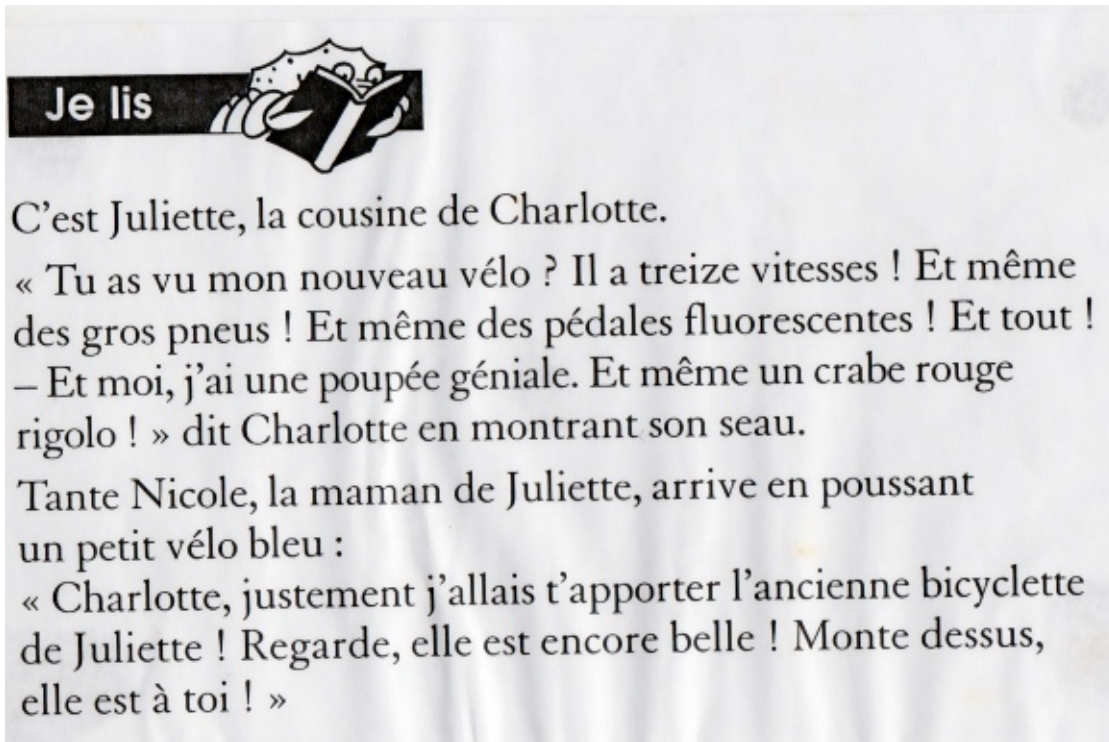 Je lis
C'est Juliette, la cousine de Charlotte.
« Tu as vu mon nouveau vélo ? Il a treize vitesses ! Et même
des gros pneus ! Et même des pédales fluorescentes ! Et tout !
– Et moi, j'ai une poupée géniale. Et même un crabe rouge
rigolo ! » dit Charlotte en montrant son seau.
Tante Nicole, la maman de Juliette, arrive en poussant
un petit vélo bleu :
« Charlotte, justement j'allais t'apporter l'ancienne bicyclette
de Juliette ! Regarde, elle est encore belle ! Monte dessus,
elle est à toi ! »